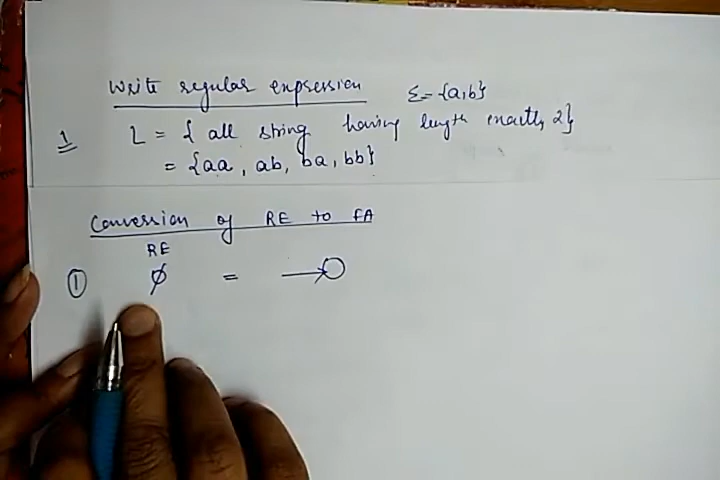 Write regular expression Σ = {a,b}
1 L = { all string having length exactly 2}
= {aa, ab, ba, bb}
Conversion of RE to FA
RE
① ϕ = →○